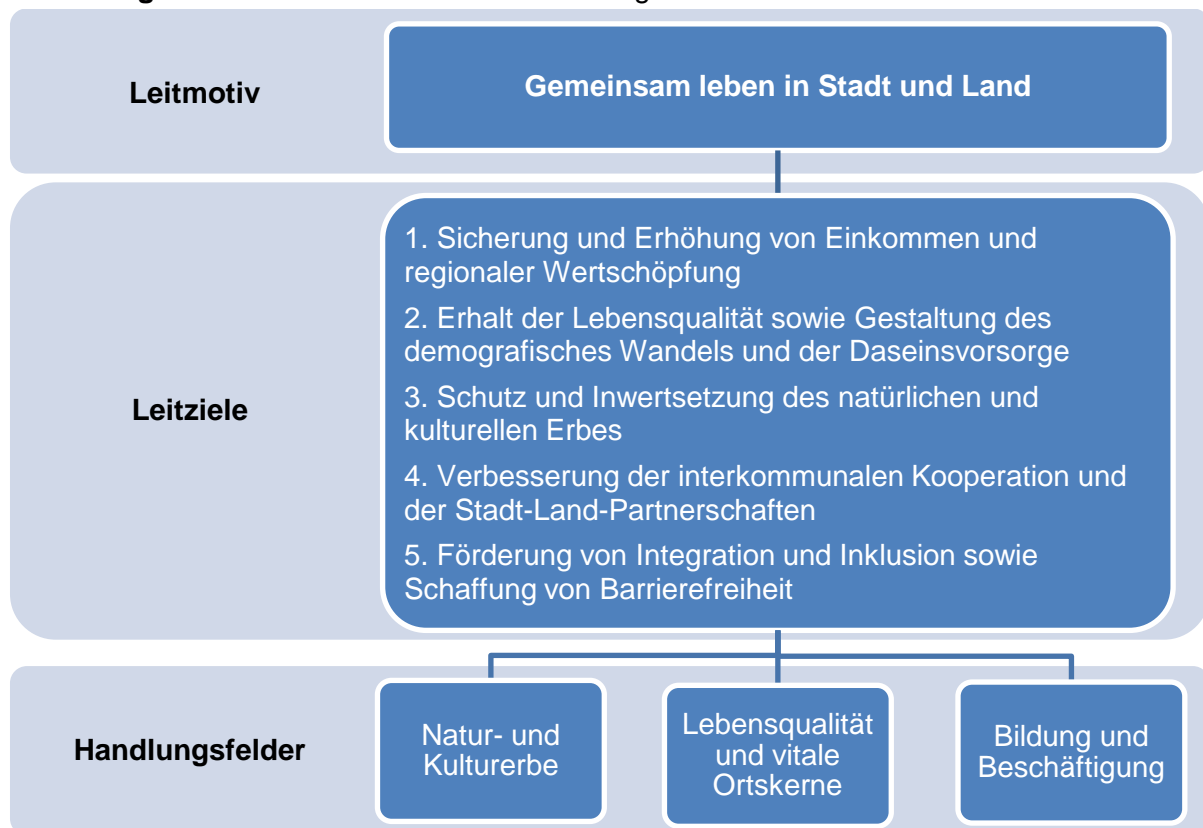 Leitmotiv
Gemeinsam leben in Stadt und Land
Leitziele
1. Sicherung und Erhöhung von Einkommen und
regionaler Wertschöpfung
2. Erhalt der Lebensqualität sowie Gestaltung des
demografisches Wandels und der Daseinsvorsorge
3. Schutz und Inwertsetzung des natürlichen und
kulturellen Erbes
4. Verbesserung der interkommunalen Kooperation und
der Stadt-Land-Partnerschaften
5. Förderung von Integration und Inklusion sowie
Schaffung von Barrierefreiheit
Handlungsfelder
Natur- und
Kulturerbe
Lebensqualität
und vitale
Ortskerne
Bildung und
Beschäftigung